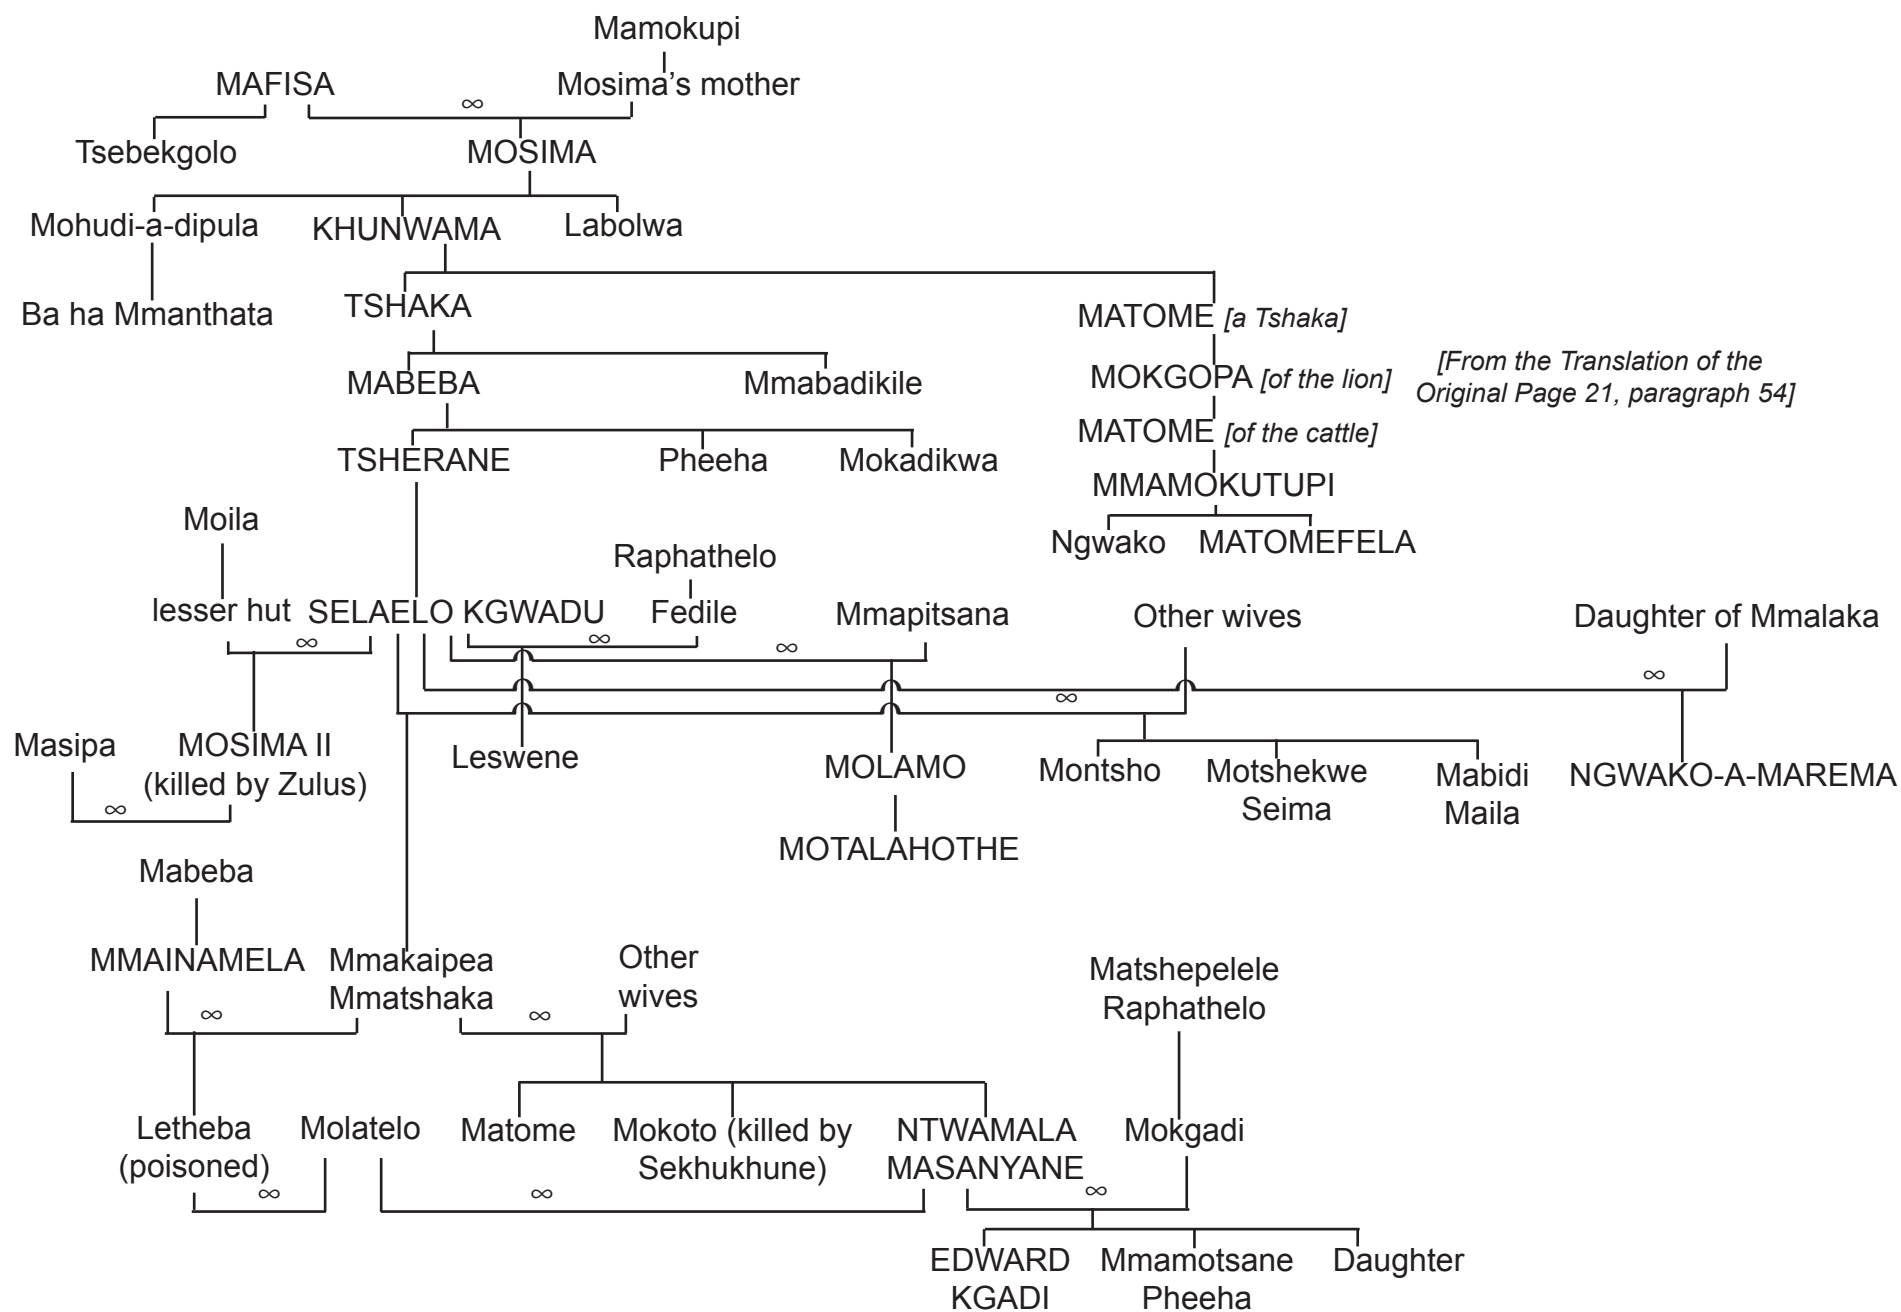 Mamokupi
MAFISA
∞
Mosima’s mother
Tsebekgolo
MOSIMA
Mohudi-a-dipula
KHUNWAMA
Labolwa
Ba ha Mmanthata
TSHAKA
MATOME [a Tshaka]
MABEBA
Mmabadikile
MOKGOPA [of the lion]
[From the Translation of the
Original Page 21, paragraph 54]
MATOME [of the cattle]
TSHERANE
Pheeha
Mokadikwa
MMAMOKUTUPI
Ngwako
MATOMEFELA
Moila
Raphathelo
lesser hut
SELAELO KGWADU
Fedile
Mmapitsana
Other wives
Daughter of Mmalaka
∞
∞
∞
∞
∞
Masipa
MOSIMA II
(killed by Zulus)
∞
Leswene
MOLAMO
Montsho
Motshekwe
Seima
Mabidi
Maila
NGWAKO-A-MAREMA
MOTALAHOTHE
Mabeba
MMAINAMELA
Mmakaipea
Mmatshaka
Other
wives
Matshepelele
Raphathelo
∞
∞
Letheba
(poisoned)
Molatelo
Matome
Mokoto (killed by
Sekhukhune)
NTWAMALA
MASANYANE
Mokgadi
∞
∞
∞
EDWARD
KGADI
Mmamotsane
Pheeha
Daughter